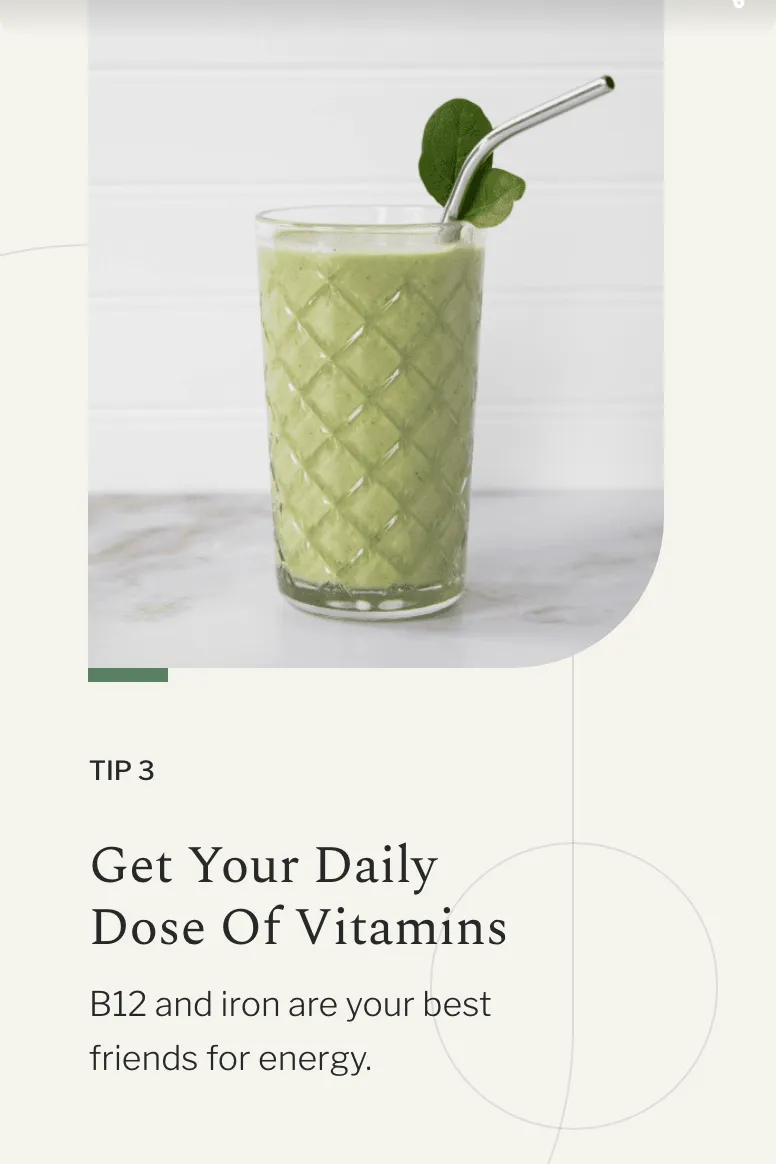 TIP 3
Get Your Daily
Dose Of Vitamins
B12 and iron are your best
friends for energy.